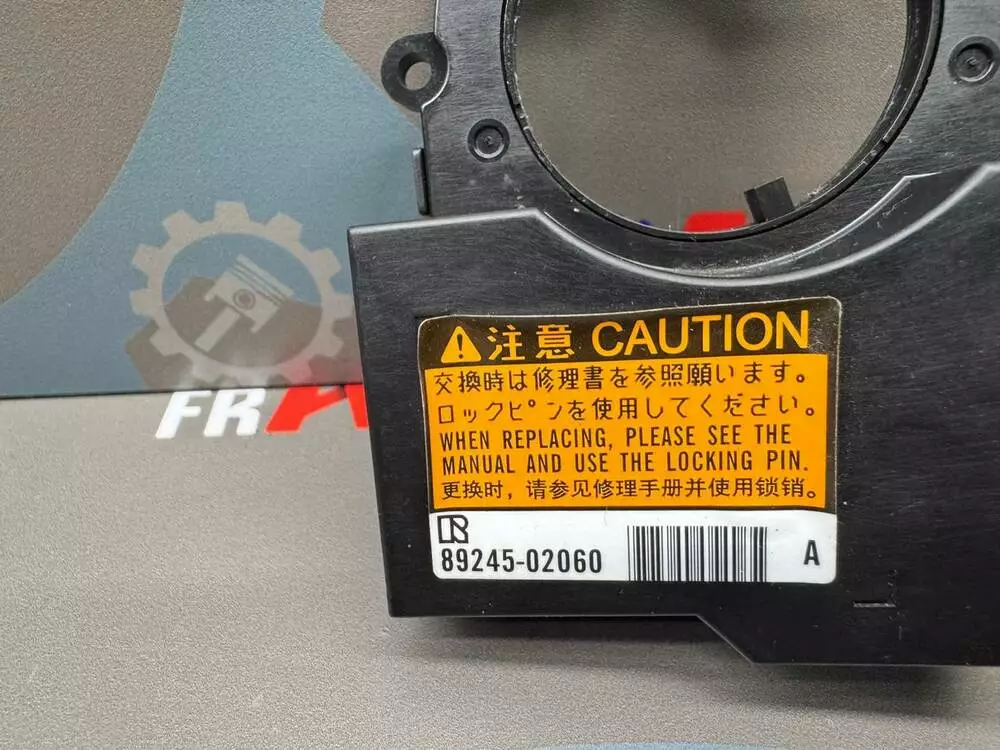 注意 CAUTION
交換時は修理書を参照願います。
ロックピンを使用してください。
WHEN REPLACING, PLEASE SEE THE
MANUAL AND USE THE LOCKING PIN.
更换时，请参见修理手册并使用锁销。
R
89245-02060 A
FRA